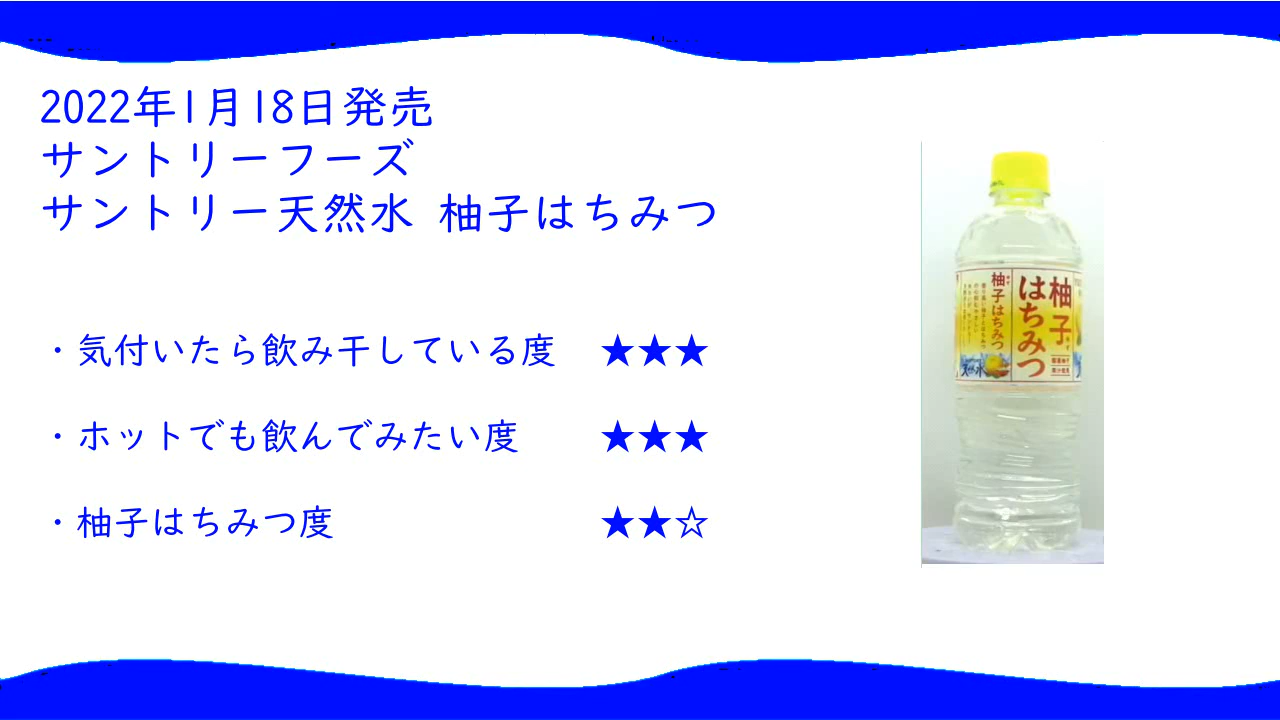 2022年1月18日発売
サントリーフーズ
サントリー天然水 柚子はちみつ
・気付いたら飲み干している度 ★★★
・ホットでも飲んでみたい度 ★★★
・柚子はちみつ度 ★★☆
柚子はちみつ
柚子はちみつ
天然水